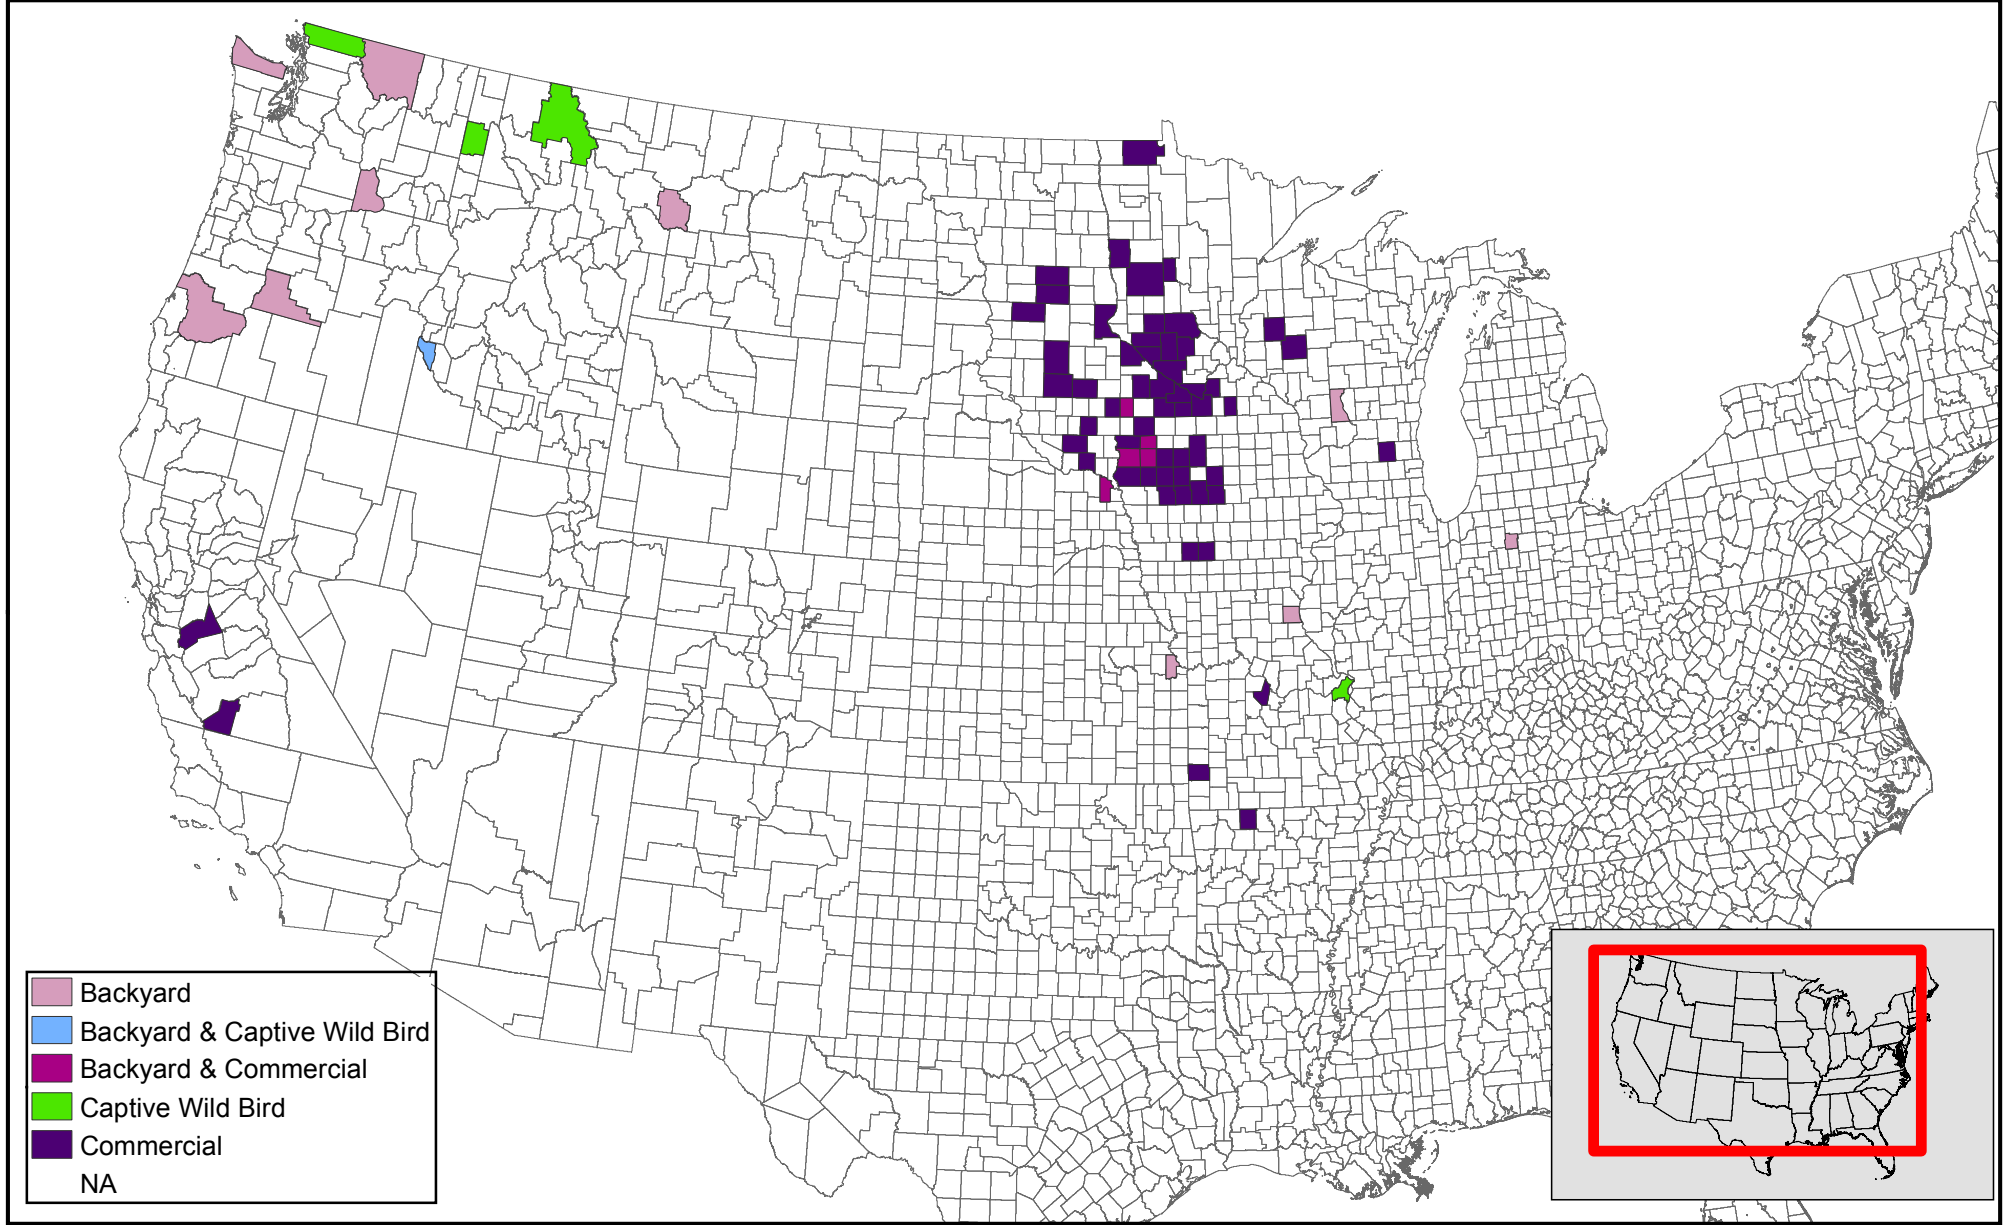 Backyard
Backyard & Captive Wild Bird
Backyard & Commercial
Captive Wild Bird
Commercial
NA